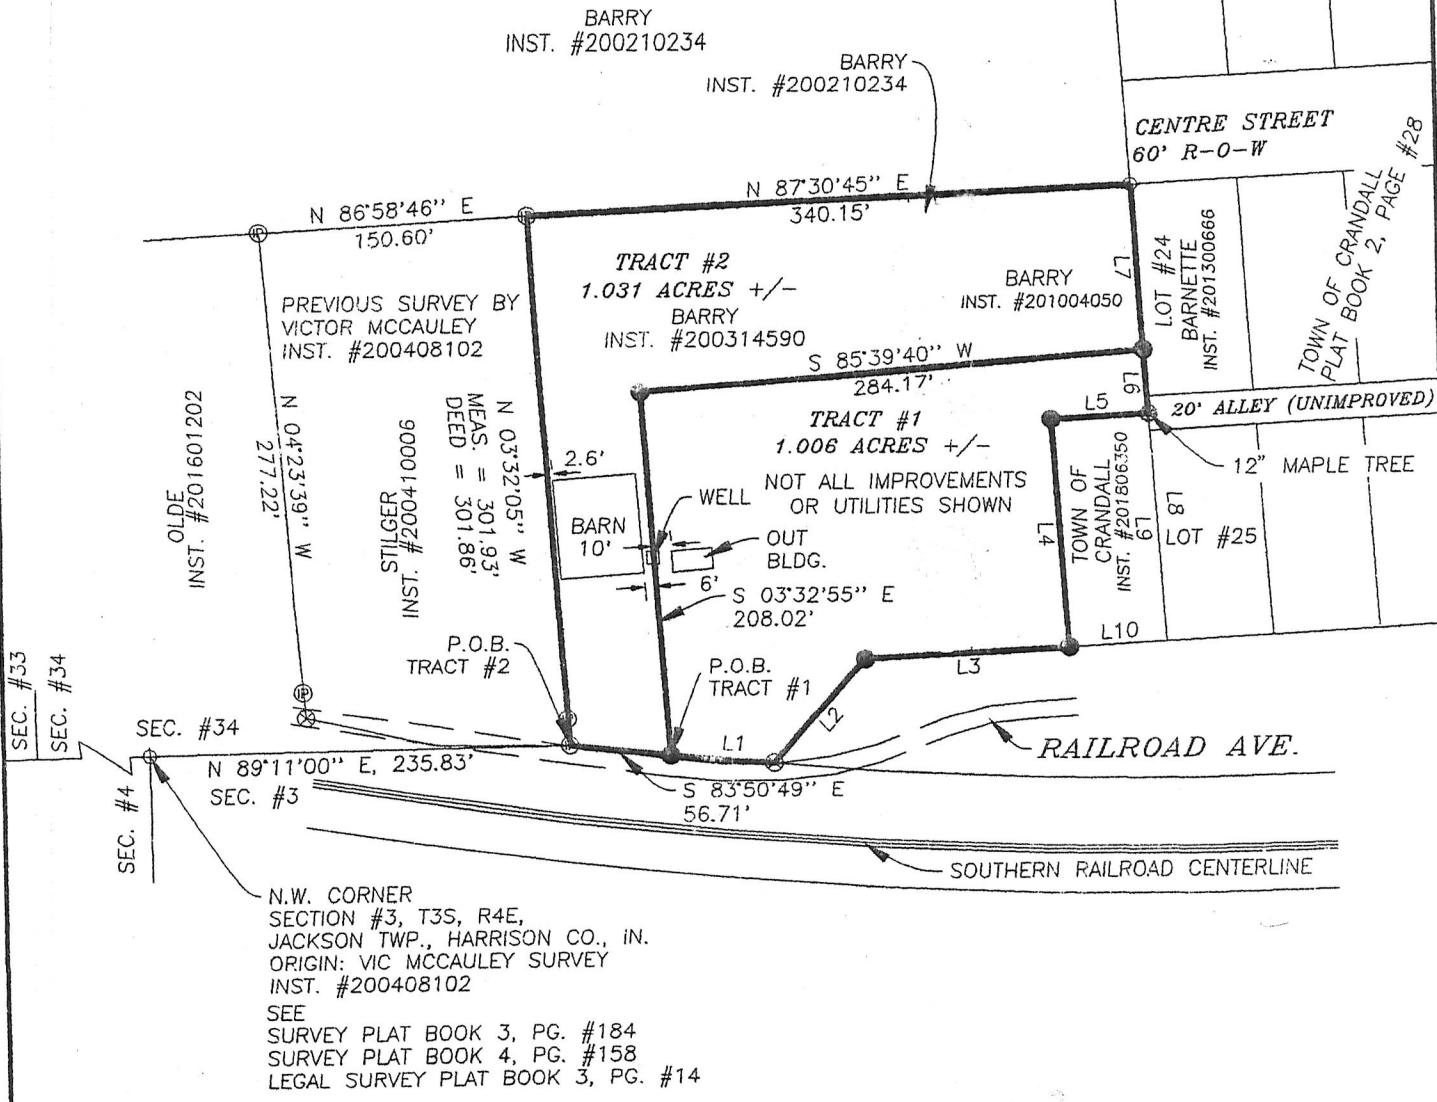 BARRY
INST. #200210234
BARRY
INST. #200210234
CENTRE STREET
60' R-O-W
N 86°58'46" E
150.60'
N 87°30'45" E
340.15'
TRACT #2
1.031 ACRES +/-
BARRY
INST. #200314590
BARRY
INST. #201004050
L7
LOT #24
BARNETTE
INST. #201300666
TOWN OF CRANDALL
PLAT BOOK 2, PAGE #28
PREVIOUS SURVEY BY
VICTOR MCCAULEY
INST. #200408102
S 85°39'40" W
284.17'
L6
L5
20' ALLEY (UNIMPROVED)
TRACT #1
1.006 ACRES +/-
NOT ALL IMPROVEMENTS
OR UTILITIES SHOWN
12" MAPLE TREE
OLDE
INST. #201601202
N 04°23'39" W
277.22'
STILGER
INST. #200410006
N 03°32'05" W
MEAS. = 301.93'
DEED = 301.86'
2.6'
BARN
10'
WELL
OUT
BLDG.
6'
S 03°32'55" E
208.02'
L4
TOWN OF
CRANDALL
INST. #201806350
L9
L8
LOT #25
L10
L3
L2
P.O.B.
TRACT #2
P.O.B.
TRACT #1
L1
IP
IP
SEC. #33
SEC. #34
SEC. #34
N 89°11'00" E, 235.83'
SEC. #3
SEC. #4
S 83°50'49" E
56.71'
RAILROAD AVE.
SOUTHERN RAILROAD CENTERLINE
N.W. CORNER
SECTION #3, T3S, R4E,
JACKSON TWP., HARRISON CO., IN.
ORIGIN: VIC MCCAULEY SURVEY
INST. #200408102
SEE
SURVEY PLAT BOOK 3, PG. #184
SURVEY PLAT BOOK 4, PG. #158
LEGAL SURVEY PLAT BOOK 3, PG. #14